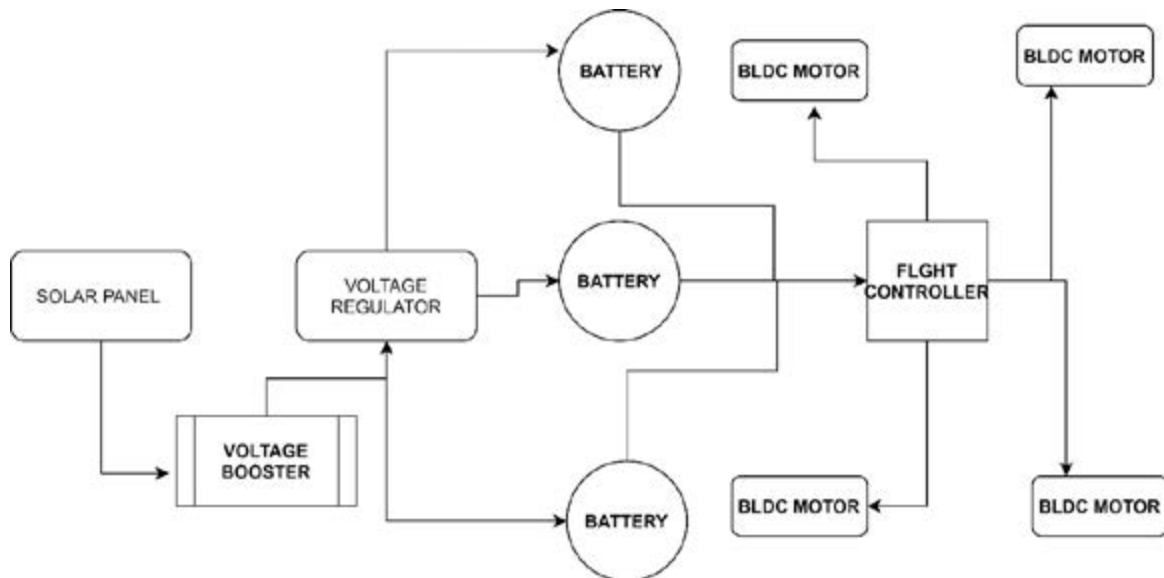 BATTERY
BLDC MOTOR
BLDC MOTOR
SOLAR PANEL
VOLTAGE
REGULATOR
BATTERY
FLGHT
CONTROLLER
VOLTAGE
BOOSTER
BATTERY
BLDC MOTOR
BLDC MOTOR